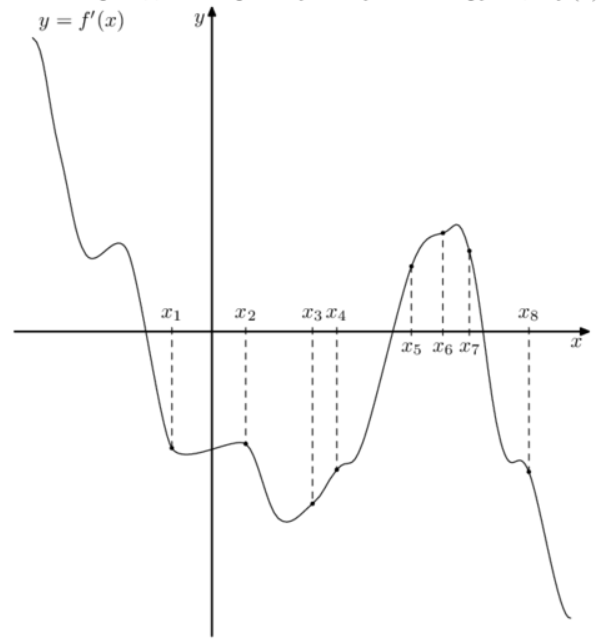 y = f′(x)
y
x₁ x₂ x₃ x₄ x₈
x₅ x₆ x₇ x